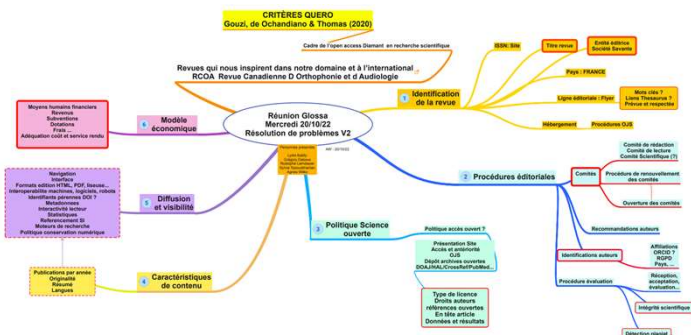 CRITÈRES QUERO
Gouzi, de Ochandiano & Thomas (2020)
Cadre de l'open access Diamant en recherche scientifique
Revues qui nous inspirent dans notre domaine et à l'international
RCOA Revue Canadienne D Orthophonie et d Audiologie
Réunion Glossa
Mercredi 20/10/22
Résolution de problèmes V2
Personnes présentes
1
Identification
de la revue
ISSN: Site
Titre revue
Entité éditrice
Société Savante
Pays : FRANCE
Ligne éditoriale : Flyer
Mots clés ?
Liens Thesaurus ?
Prévue et respectée
Hébergement
Procédures OJS
2
Procédures éditoriales
Comités
Comité de rédaction
Comité de lecture
Comité Scientifique (?)
Procédure de renouvellement
des comités
Ouverture des comités
Recommandations auteurs
Identifications auteurs
Affiliations
ORCID ?
RGPD
Pays, ...
Procédure évaluation
Réception,
acceptation,
évaluation...
Intégrité scientifique
Détection plagiat
3
Politique Science
ouverte
Politique accès ouvert ?
Présentation Site
Accès et antériorité
OJS
Dépôt archives ouvertes
DOAJ/HAL/CrossRef/PubMed...
Type de licence
Droits auteurs
références ouvertes
En tête article
Données et résultats
4
Caractéristiques
de contenu
Publications par année
Originalité
Résumé
Langues
5
Diffusion
et visibilité
Navigation
Interface
Formats edition HTML, PDF, liseuse...
Interoperabilité machines, logiciels, robots
Identifiants pérennes DOI ?
Metadonnees
Interactivité lecteur
Statistiques
Referencement SI
Moteurs de recherche
Politique conservation numérique
6
Modèle
économique
Moyens humains financiers
Revenus
Subventions
Donations
Frais ...
Adéquation coût et service rendu